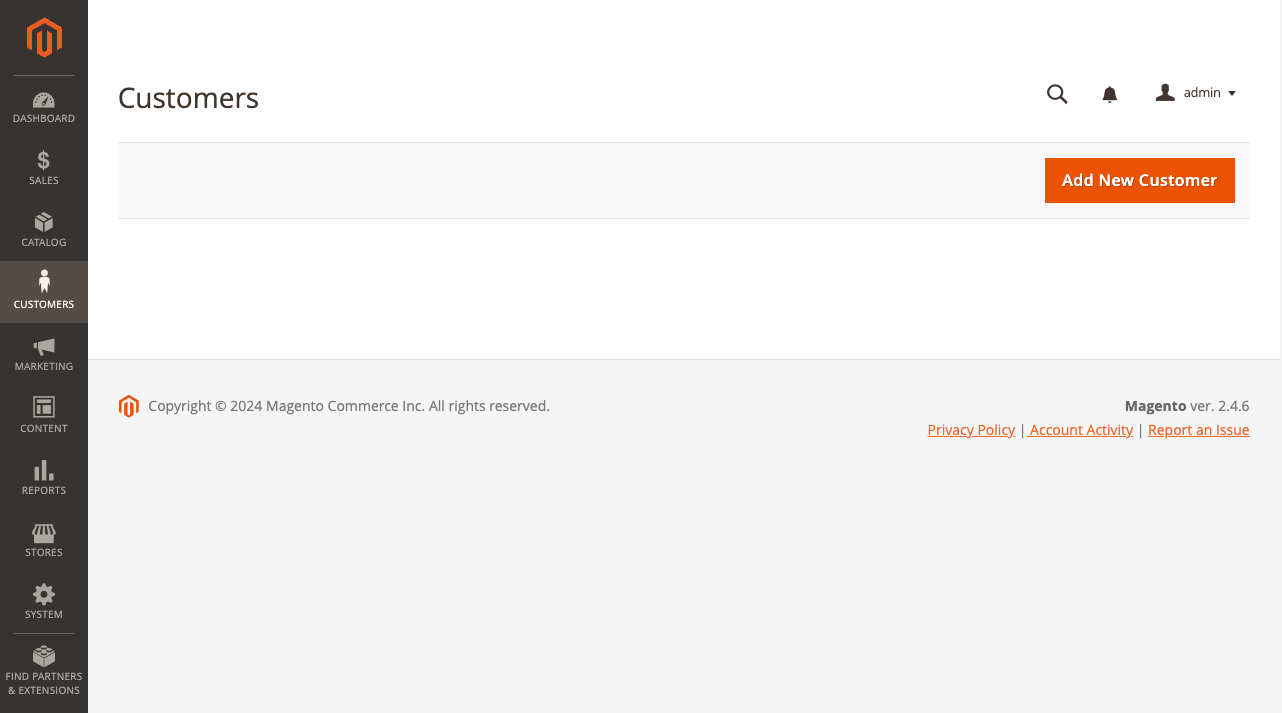 DASHBOARD
SALES
CATALOG
CUSTOMERS
MARKETING
CONTENT
REPORTS
STORES
SYSTEM
FIND PARTNERS
& EXTENSIONS
Customers
admin
Add New Customer
Copyright © 2024 Magento Commerce Inc. All rights reserved.
Magento ver. 2.4.6
Privacy Policy | Account Activity | Report an Issue